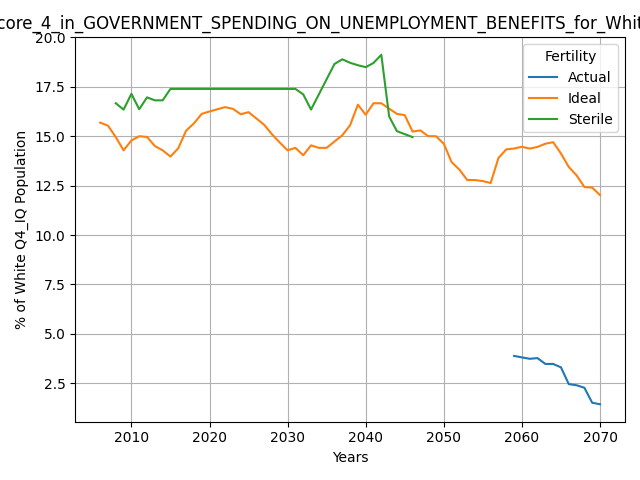 core_4_in_GOVERNMENT_SPENDING_ON_UNEMPLOYMENT_BENEFITS_for_Whit
Fertility
Actual
Ideal
Sterile
% of White Q4_IQ Population
20.0
17.5
15.0
12.5
10.0
7.5
5.0
2.5
2010 2020 2030 2040 2050 2060 2070
Years